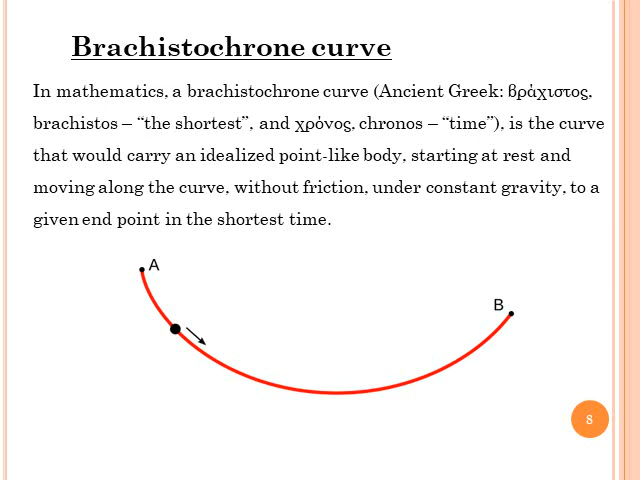 Brachistochrone curve
In mathematics, a brachistochrone curve (Ancient Greek: βράχιστος,
brachistos – “the shortest”, and χρόνος, chronos – “time”), is the curve
that would carry an idealized point-like body, starting at rest and
moving along the curve, without friction, under constant gravity, to a
given end point in the shortest time.
A
B
8